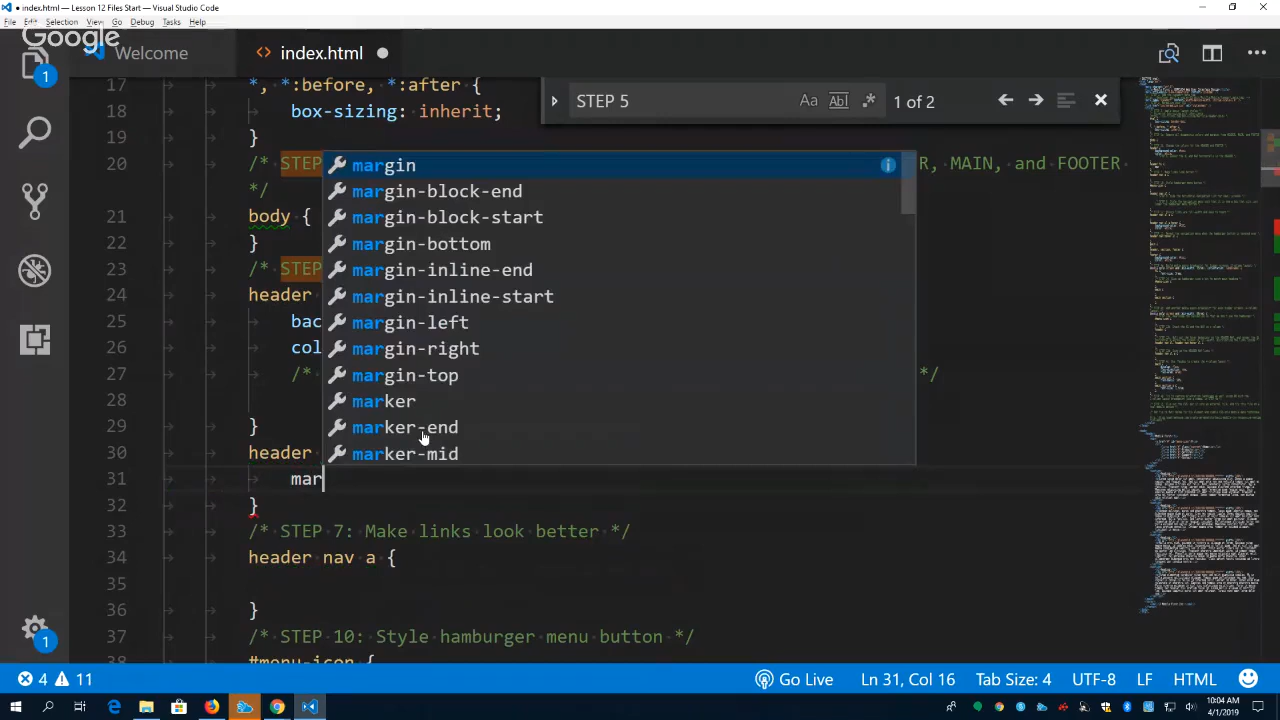 ● index.html — Lesson 12 Files Start — Visual Studio Code
File Edit Selection View Go Debug Tasks Help
Google
Welcome
<> index.html ●
STEP 5
Aa Abl .* 1 of 2
17 *, *:before, *:after {
18 box-sizing: inherit;
19 }
20 /* STEP R, MAIN, and FOOTER
*/
21 body {
22 }
23 /* STEP
24 header
25 bac
26 col
27 /* */
28
29 }
30 header
31 mar
32 }
33 /* STEP 7: Make links look better */
34 header nav a {
35
36 }
37 /* STEP 10: Style hamburger menu button */
38 #menu-icon {
margin
margin-block-end
margin-block-start
margin-bottom
margin-inline-end
margin-inline-start
margin-left
margin-right
margin-top
marker
marker-end
marker-mid
1
1
4 11 Go Live Ln 31, Col 16 Tab Size: 4 UTF-8 LF HTML
10:04 AM
4/1/2019